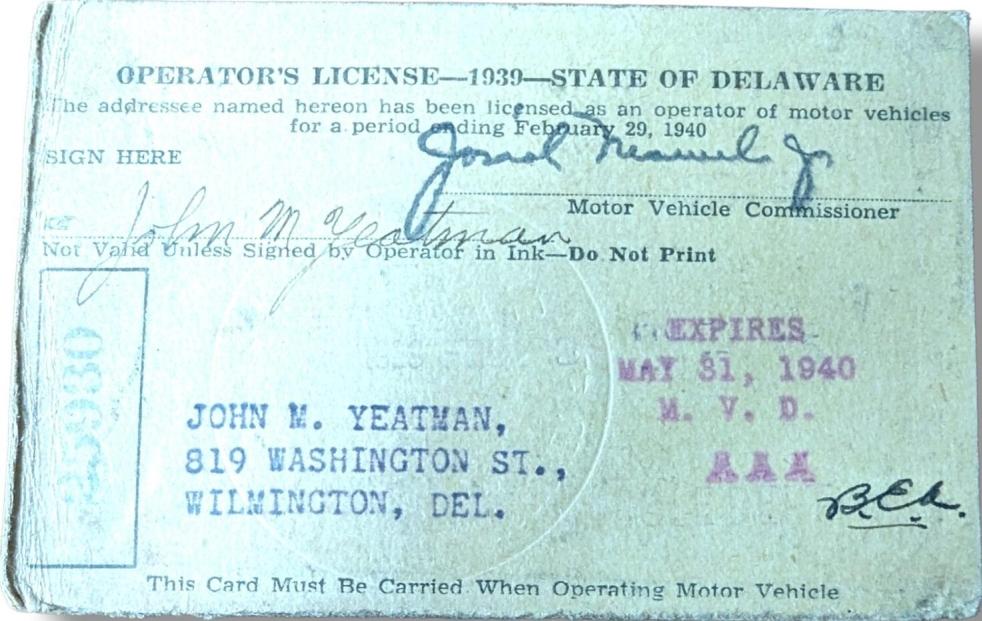 OPERATOR'S LICENSE—1939—STATE OF DELAWARE
The addressee named hereon has been licensed as an operator of motor vehicles
for a period ending February 29, 1940
SIGN HERE
Jr
Motor Vehicle Commissioner
John M Yeatman
Not Valid Unless Signed by Operator in Ink—Do Not Print
EXPIRES
MAY 31, 1940
M. V. D.
AAA
JOHN M. YEATMAN,
819 WASHINGTON ST.,
WILMINGTON, DEL.
B.E.A.
This Card Must Be Carried When Operating Motor Vehicle